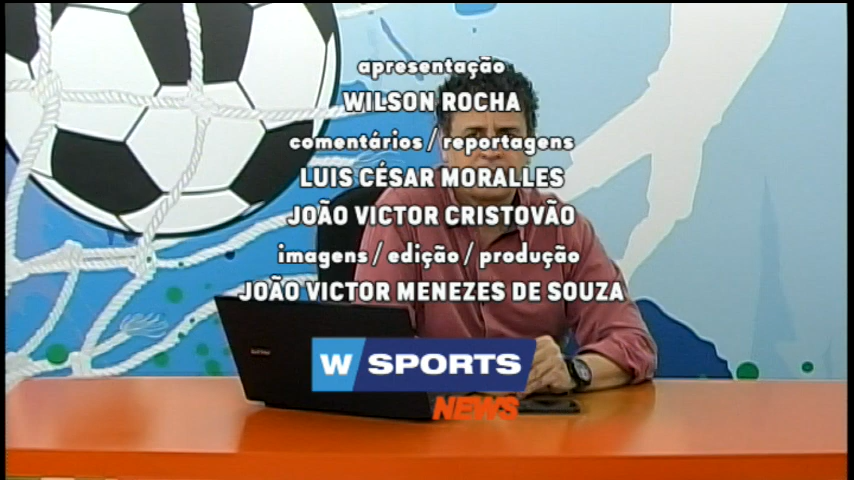 apresentação
WILSON ROCHA
comentários / reportagens
LUIS CÉSAR MORALLES
JOÃO VICTOR CRISTOVÃO
imagens / edição / produção
JOÃO VICTOR MENEZES DE SOUZA
W SPORTS
NEWS